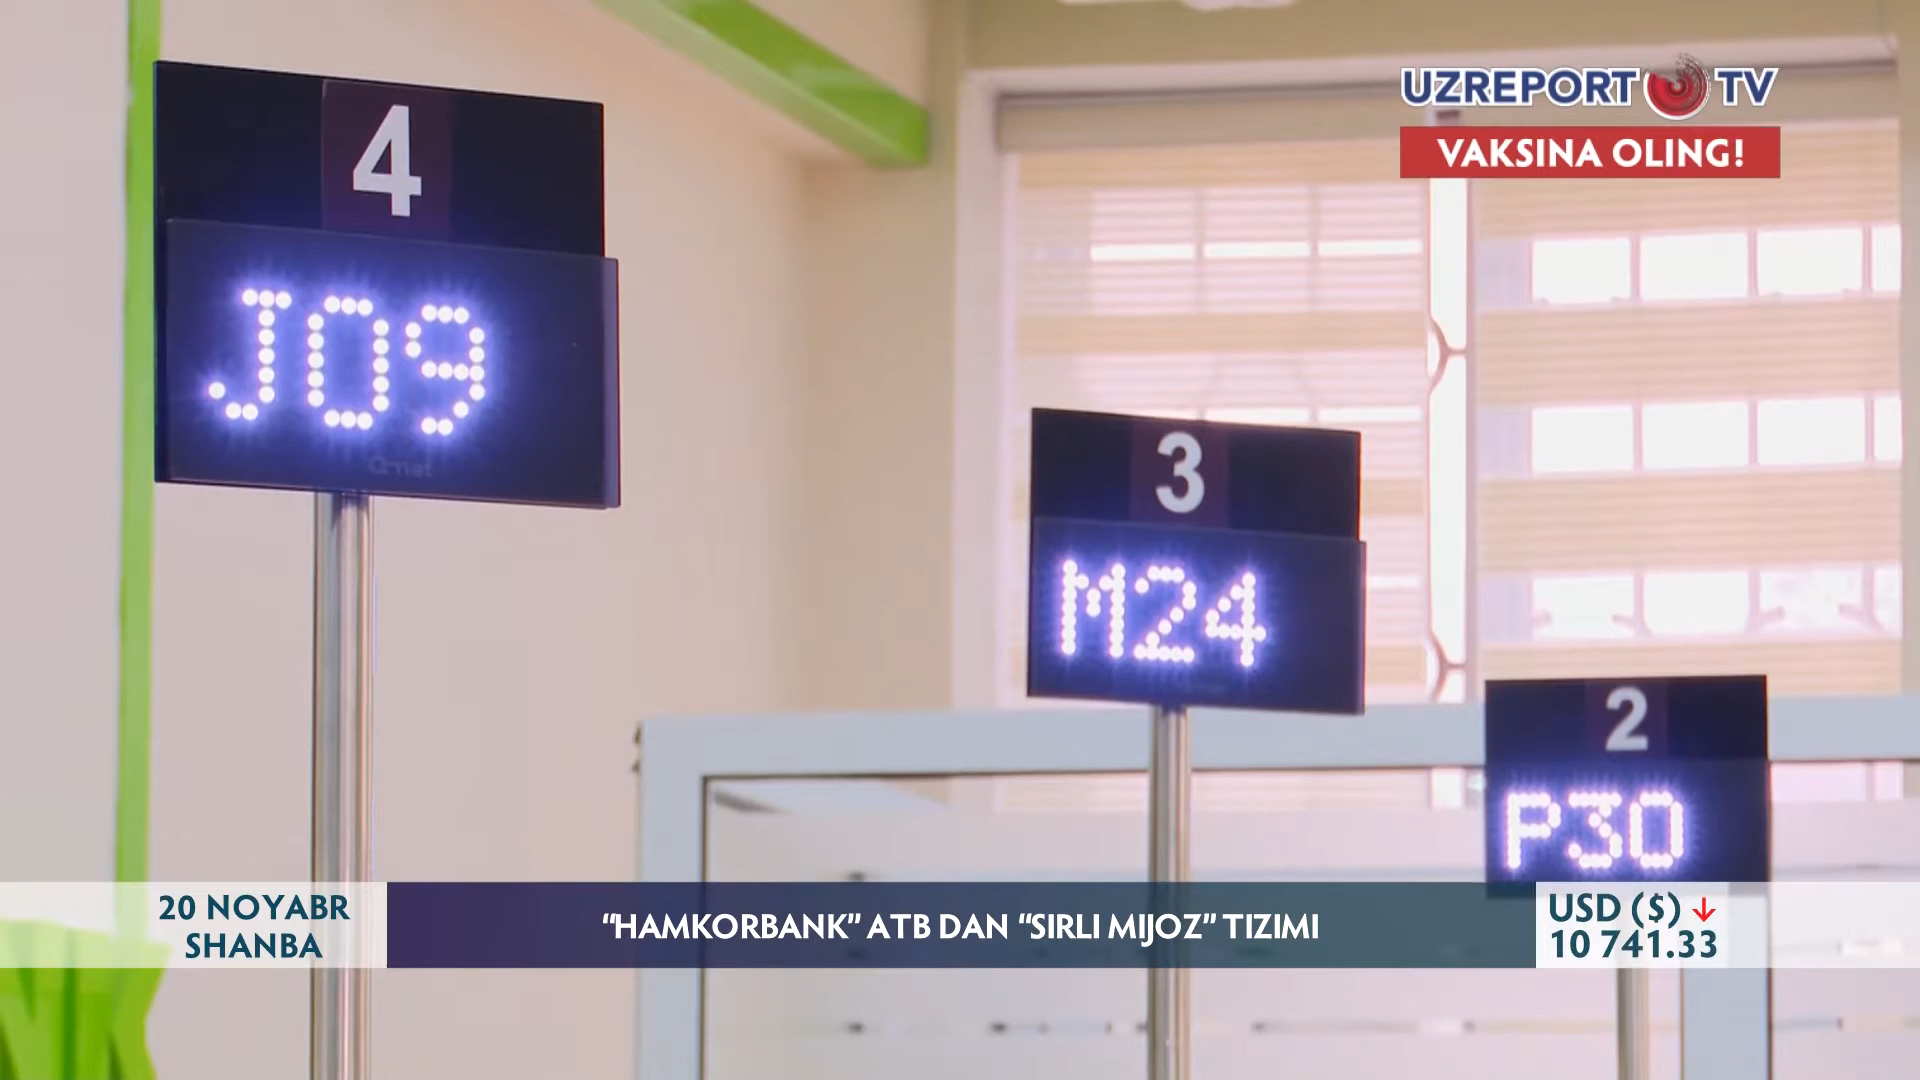 UZREPORT TV
VAKSINA OLING!
4
J09
3
M24
2
P30
20 NOYABR
SHANBA
“HAMKORBANK” ATB DAN “SIRLI MIJOZ” TIZIMI
USD ($)
10 741.33